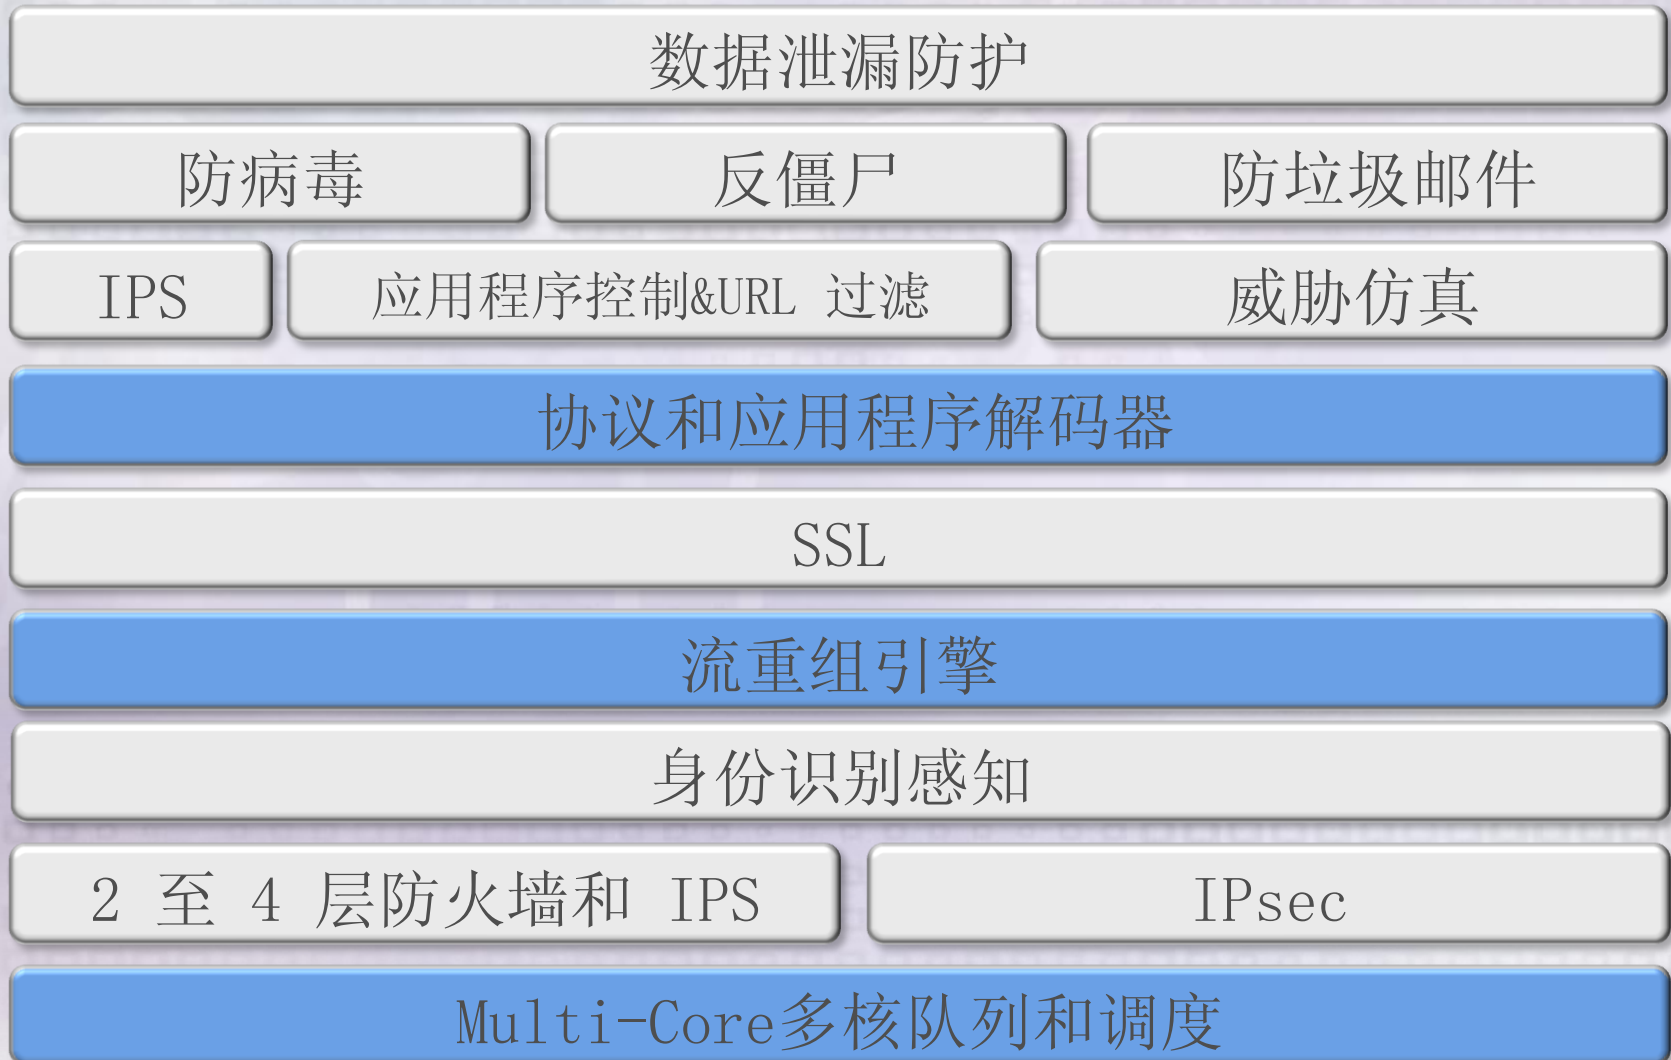 数据泄漏防护
防病毒
反僵尸
防垃圾邮件
IPS
应用程序控制&URL 过滤
威胁仿真
协议和应用程序解码器
SSL
流重组引擎
身份识别感知
2 至 4 层防火墙和 IPS
IPsec
Multi-Core多核队列和调度